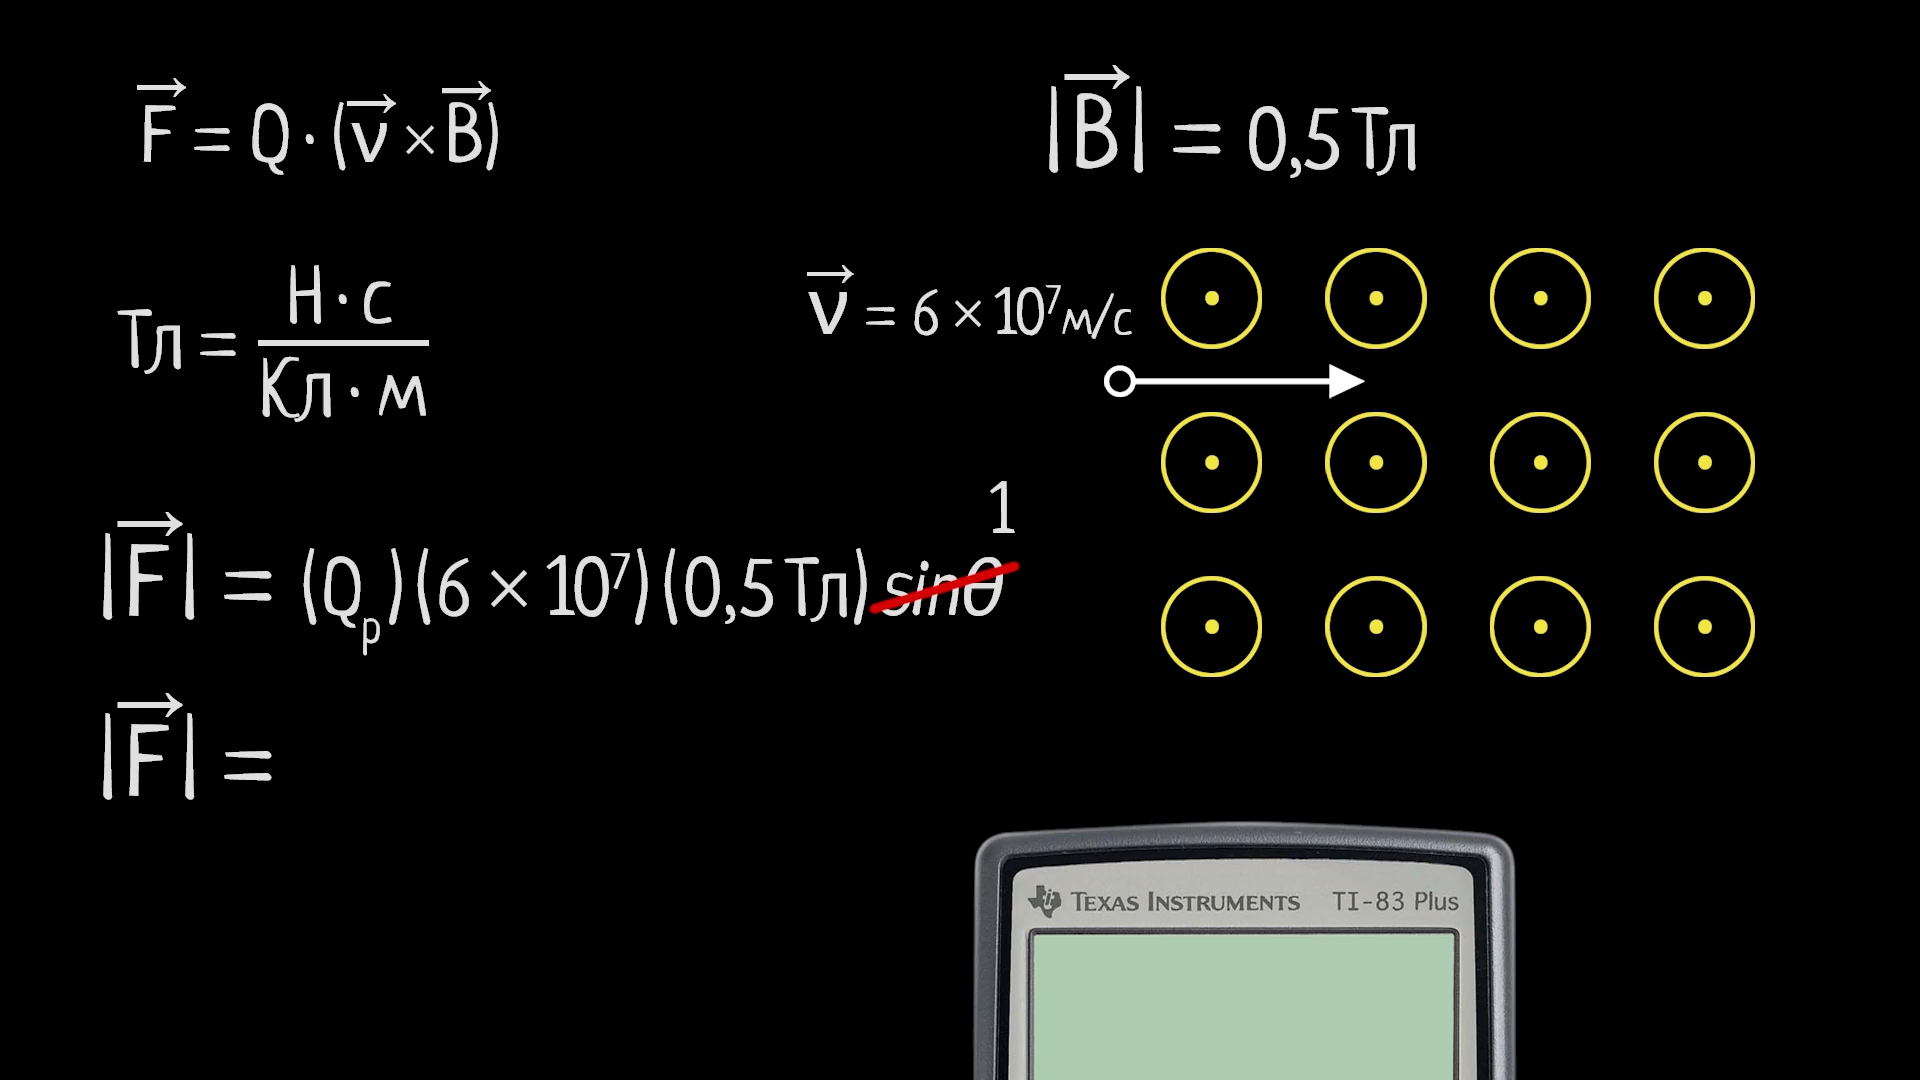 F = Q · (v × B)
|B| = 0,5 Тл
Тл = Н · с / Кл · м
v = 6 × 10⁷ м/с
1
|F| = (Qₚ)(6 × 10⁷)(0,5 Тл) sinθ
|F| =
TEXAS INSTRUMENTS TI-83 Plus